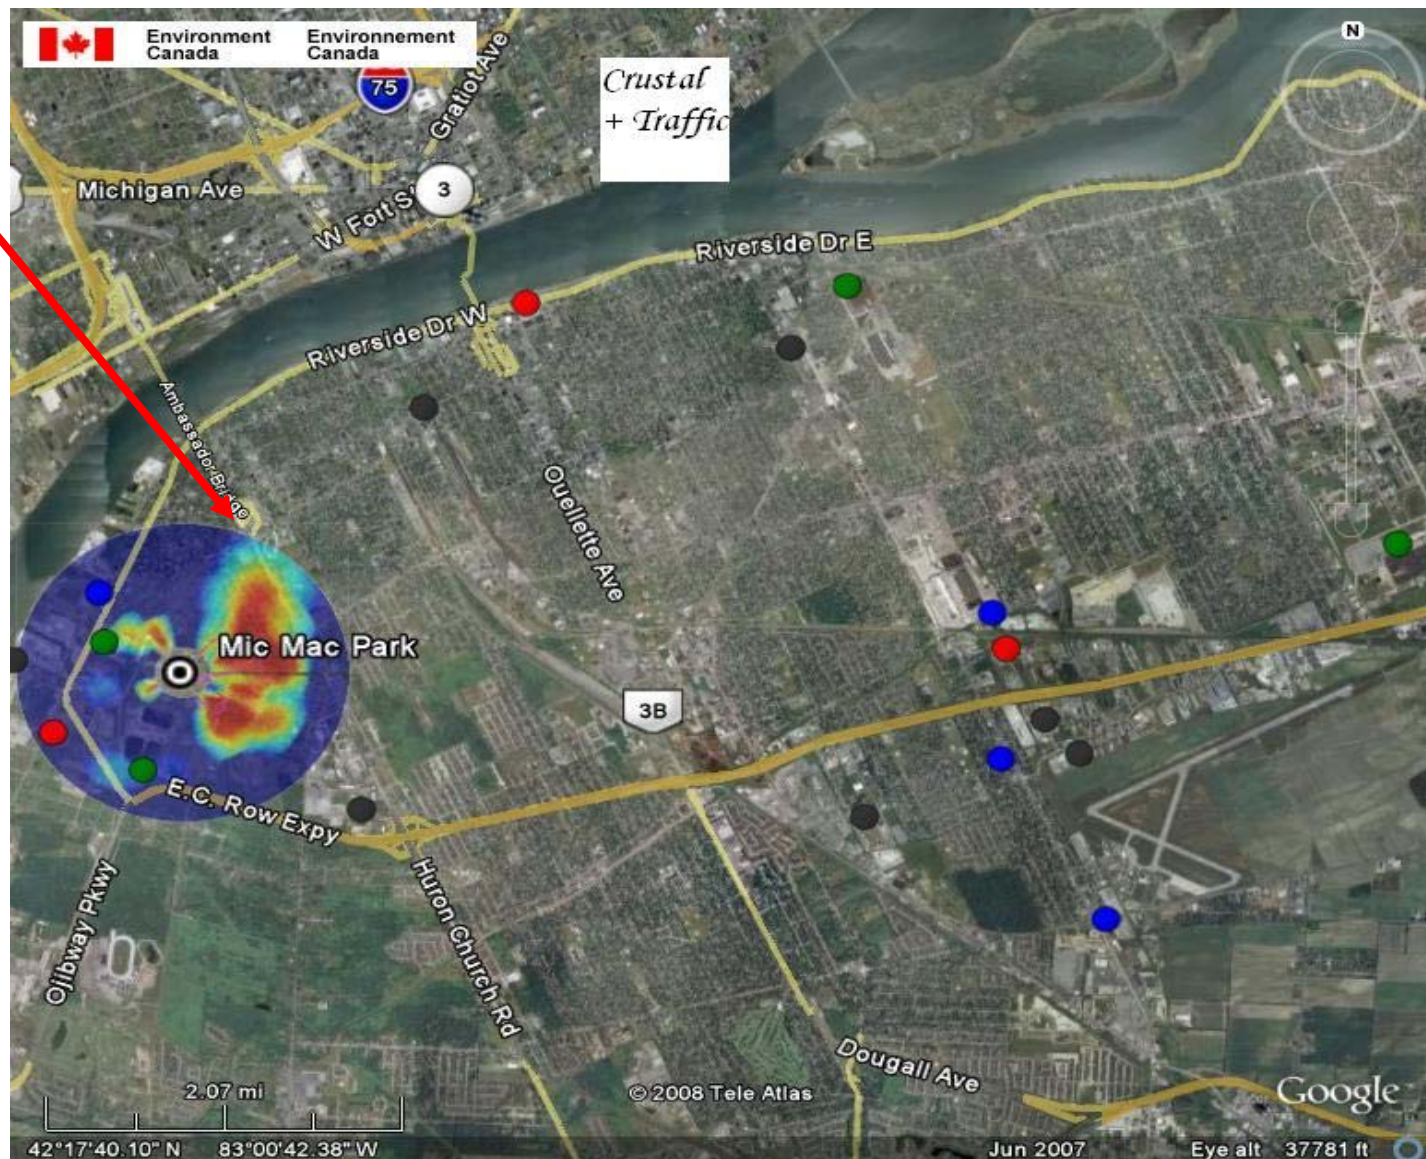 Environment Canada
Environnement Canada
75
Gratiot Ave
Crustal
+ Traffic
N
Michigan Ave
3
W Fort S
Riverside Dr E
Riverside Dr W
Ambassador Bridge
Ouellette Ave
Mic Mac Park
3B
E.C. Row Expy
Huron Church Rd
Ojibway Pkwy
Dougall Ave
2.07 mi
© 2008 Tele Atlas
Google
42°17'40.10" N 83°00'42.38" W
Jun 2007
Eye alt 37781 ft